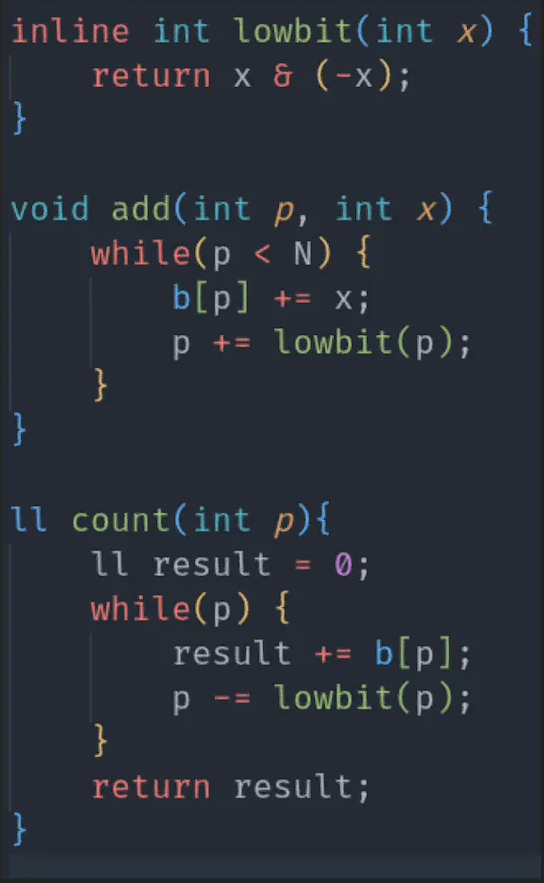 inline int lowbit(int x) {
    return x & (-x);
}

void add(int p, int x) {
    while(p < N) {
        b[p] += x;
        p += lowbit(p);
    }
}

ll count(int p){
    ll result = 0;
    while(p) {
        result += b[p];
        p -= lowbit(p);
    }
    return result;
}